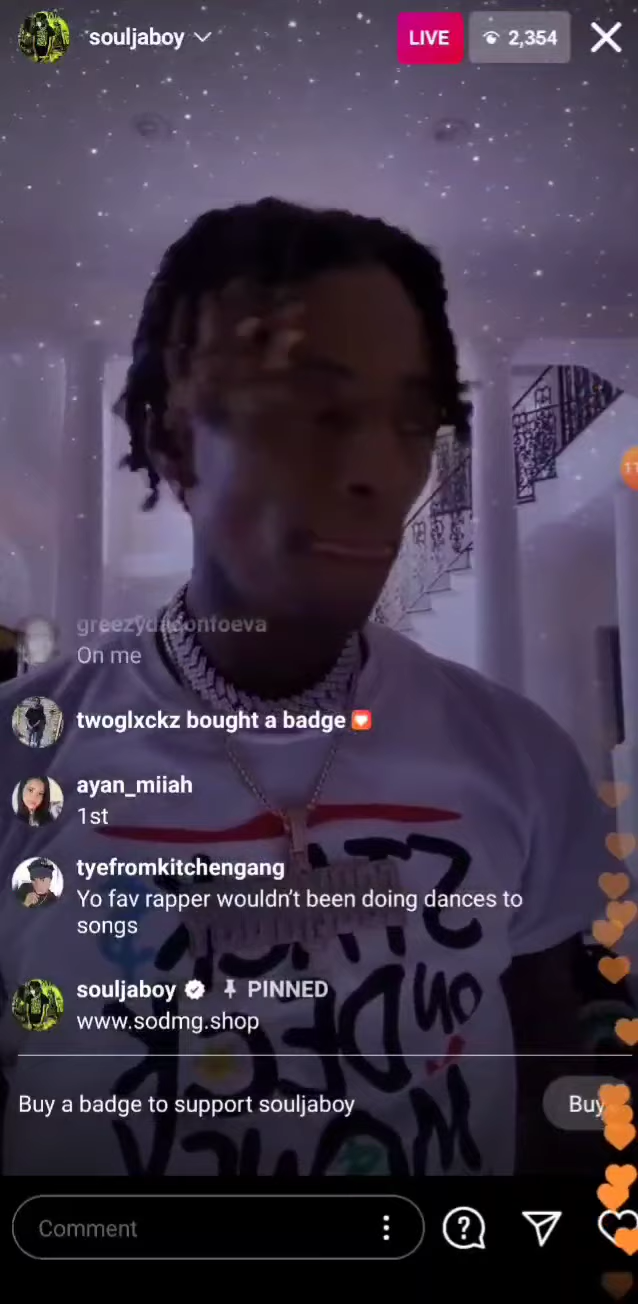 souljaboy
LIVE
2,354
On me
twoglxckz bought a badge
ayan_miiah
1st
tyefromkitchengang
Yo fav rapper wouldn't been doing dances to
songs
souljaboy PINNED
www.sodmg.shop
Buy a badge to support souljaboy
Buy
Comment